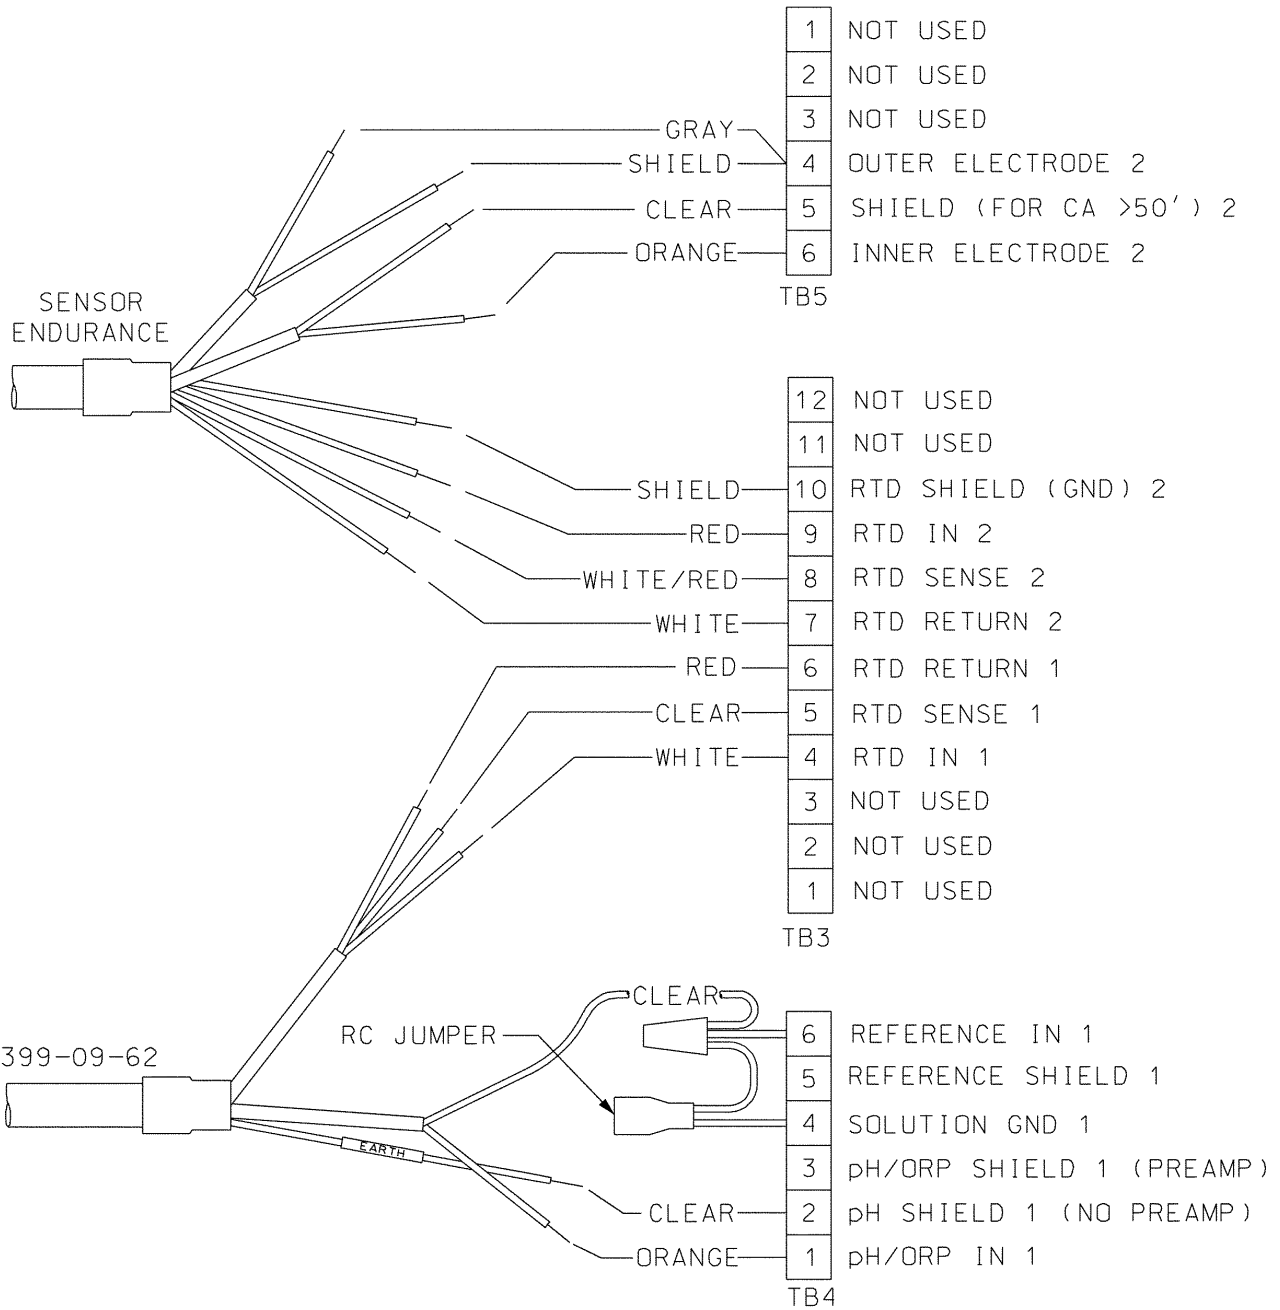 1 NOT USED
2 NOT USED
3 NOT USED
GRAY
SHIELD 4 OUTER ELECTRODE 2
CLEAR 5 SHIELD (FOR CA >50') 2
ORANGE 6 INNER ELECTRODE 2
TB5
SENSOR
ENDURANCE
12 NOT USED
11 NOT USED
SHIELD 10 RTD SHIELD (GND) 2
RED 9 RTD IN 2
WHITE/RED 8 RTD SENSE 2
WHITE 7 RTD RETURN 2
RED 6 RTD RETURN 1
CLEAR 5 RTD SENSE 1
WHITE 4 RTD IN 1
3 NOT USED
2 NOT USED
1 NOT USED
TB3
CLEAR
RC JUMPER 6 REFERENCE IN 1
399-09-62
5 REFERENCE SHIELD 1
4 SOLUTION GND 1
EARTH
3 pH/ORP SHIELD 1 (PREAMP)
CLEAR 2 pH SHIELD 1 (NO PREAMP)
ORANGE 1 pH/ORP IN 1
TB4